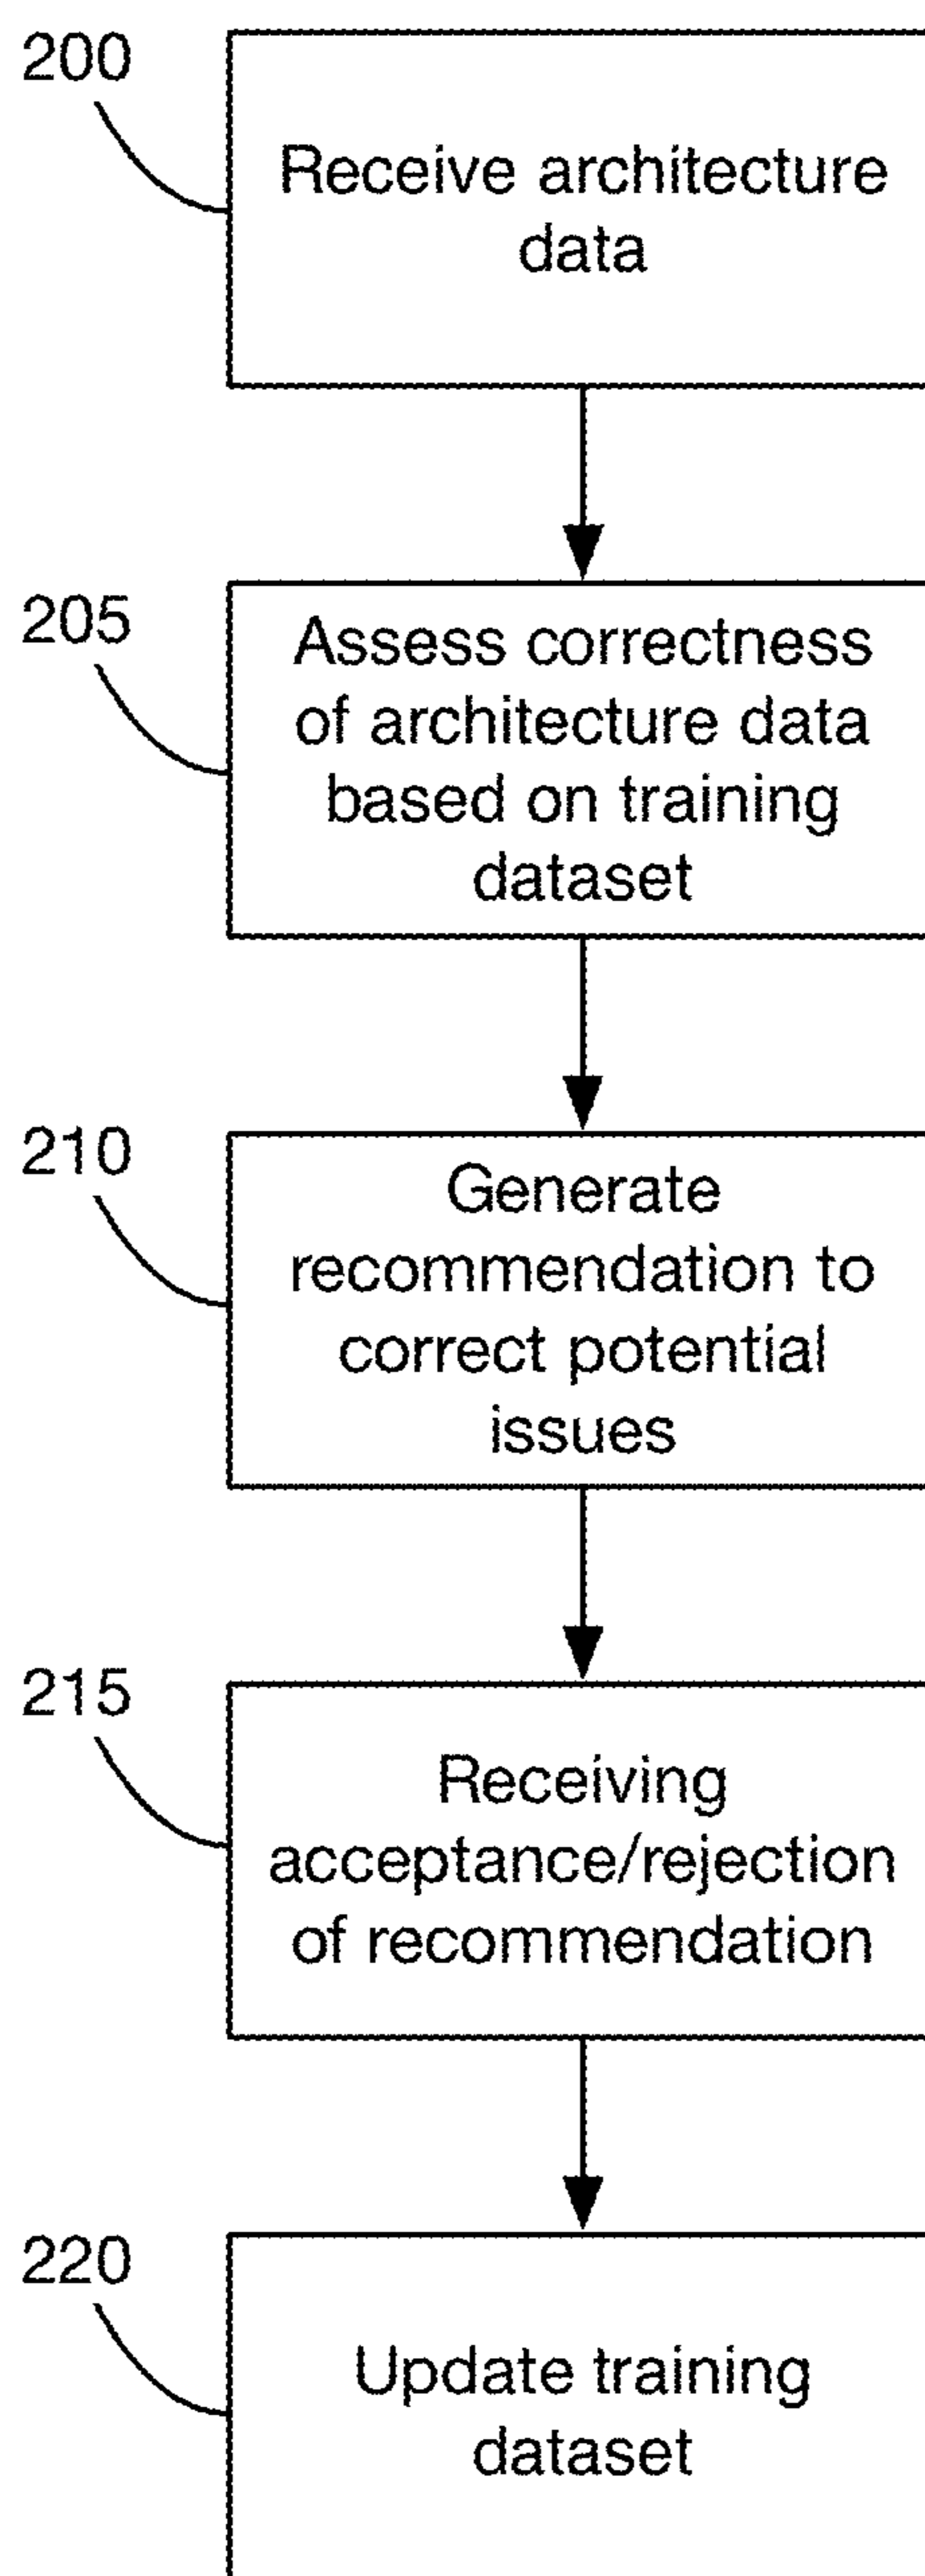 200
Receive architecture
data
205
Assess correctness
of architecture data
based on training
dataset
210
Generate
recommendation to
correct potential
issues
215
Receiving
acceptance/rejection
of recommendation
220
Update training
dataset